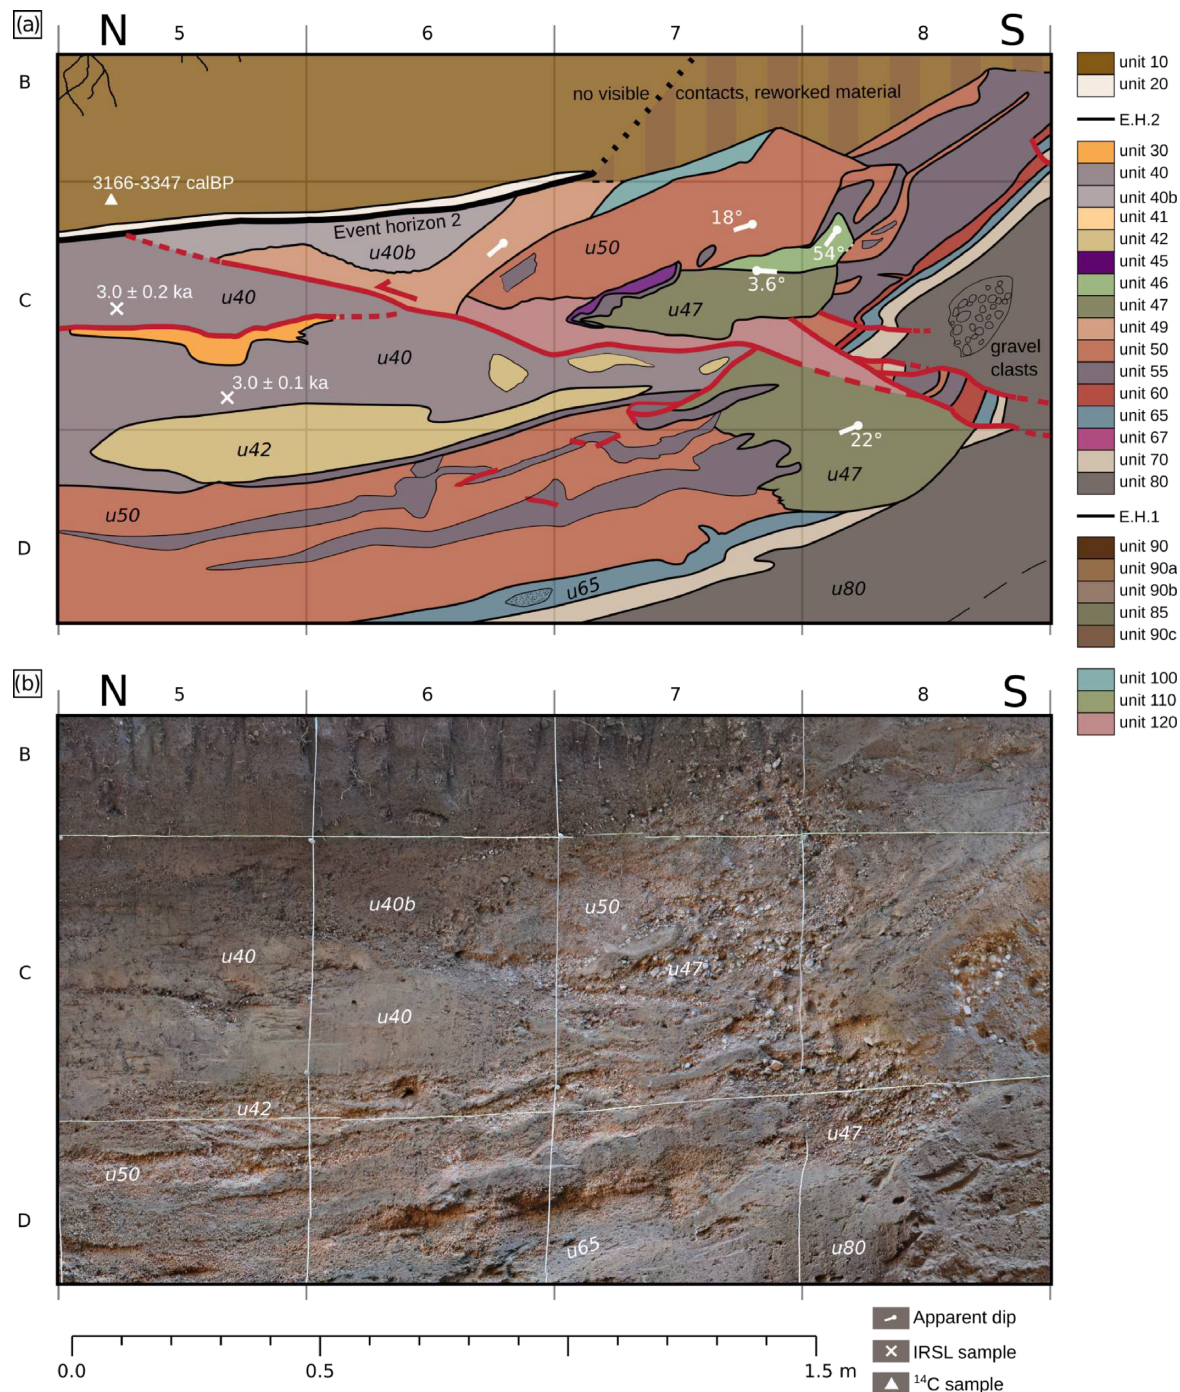 (a)
N 5 6 7 8 S
B
no visible contacts, reworked material
3166-3347 calBP
Event horizon 2
u40b
18°
u50
54°
3.6°
C
3.0 ± 0.2 ka
u40
u47
u40
gravel
clasts
3.0 ± 0.1 ka
u42
22°
u47
u50
D
u65
u80
unit 10
unit 20
E.H.2
unit 30
unit 40
unit 40b
unit 41
unit 42
unit 45
unit 46
unit 47
unit 49
unit 50
unit 55
unit 60
unit 65
unit 67
unit 70
unit 80
E.H.1
unit 90
unit 90a
unit 90b
unit 85
unit 90c
unit 100
unit 110
unit 120
(b)
N 5 6 7 8 S
B
u40b
u50
u40
C
u47
u40
u42
u47
u50
D
u65
u80
0.0 0.5 1.5 m
Apparent dip
IRSL sample
14C sample